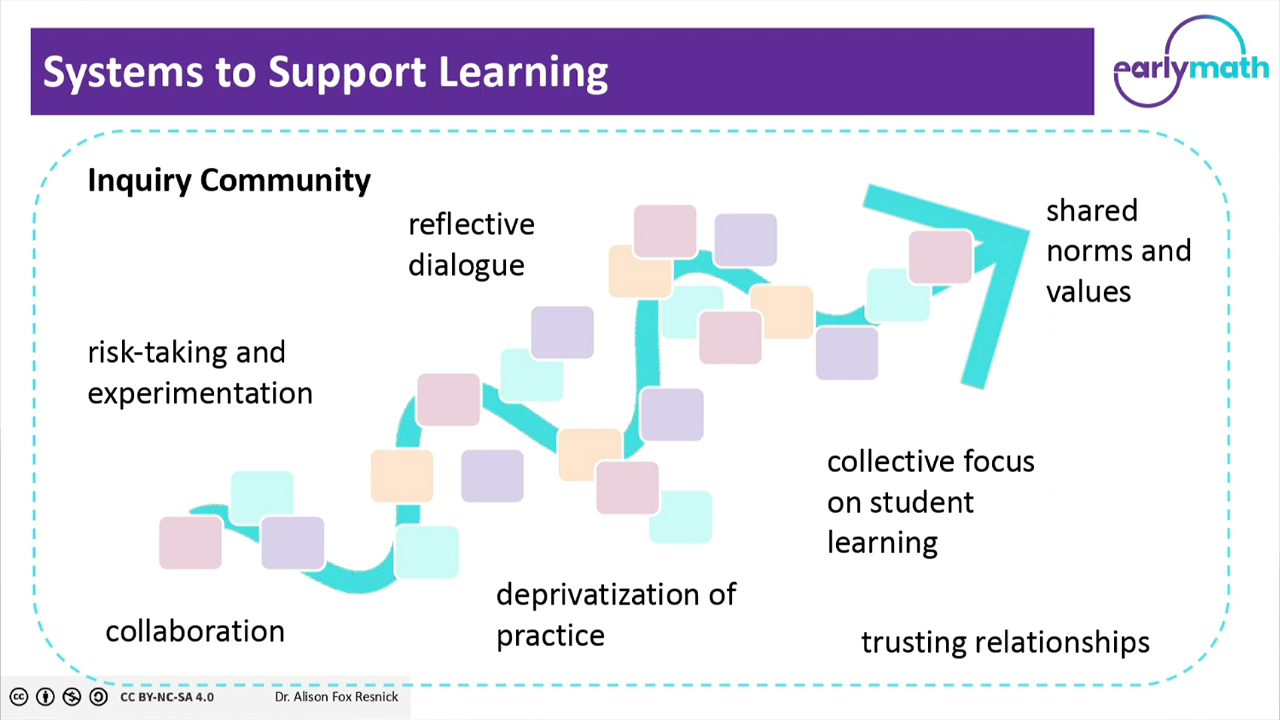 Systems to Support Learning
earlymath
Inquiry Community
reflective
dialogue
shared
norms and
values
risk-taking and
experimentation
collective focus
on student
learning
deprivatization of
practice
collaboration
trusting relationships
CC BY-NC-SA 4.0
Dr. Alison Fox Resnick